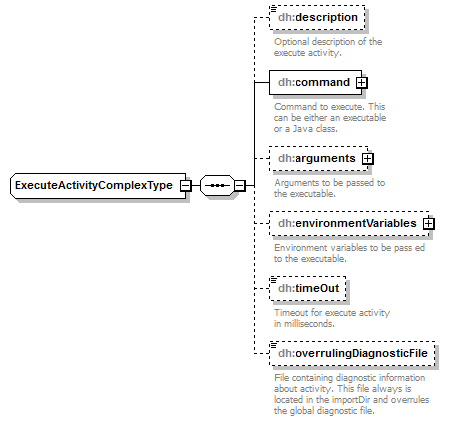 dh:description
Optional description of the
execute activity.
dh:command
Command to execute. This
can be either an executable
or a Java class.
dh:arguments
Arguments to be passed to
the executable.
ExecuteActivityComplexType
dh:environmentVariables
Environment variables to be pass ed
to the executable.
dh:timeOut
Timeout for execute activity
in milliseconds.
dh:overrulingDiagnosticFile
File containing diagnostic information
about activity. This file always is
located in the importDir and overrules
the global diagnostic file.